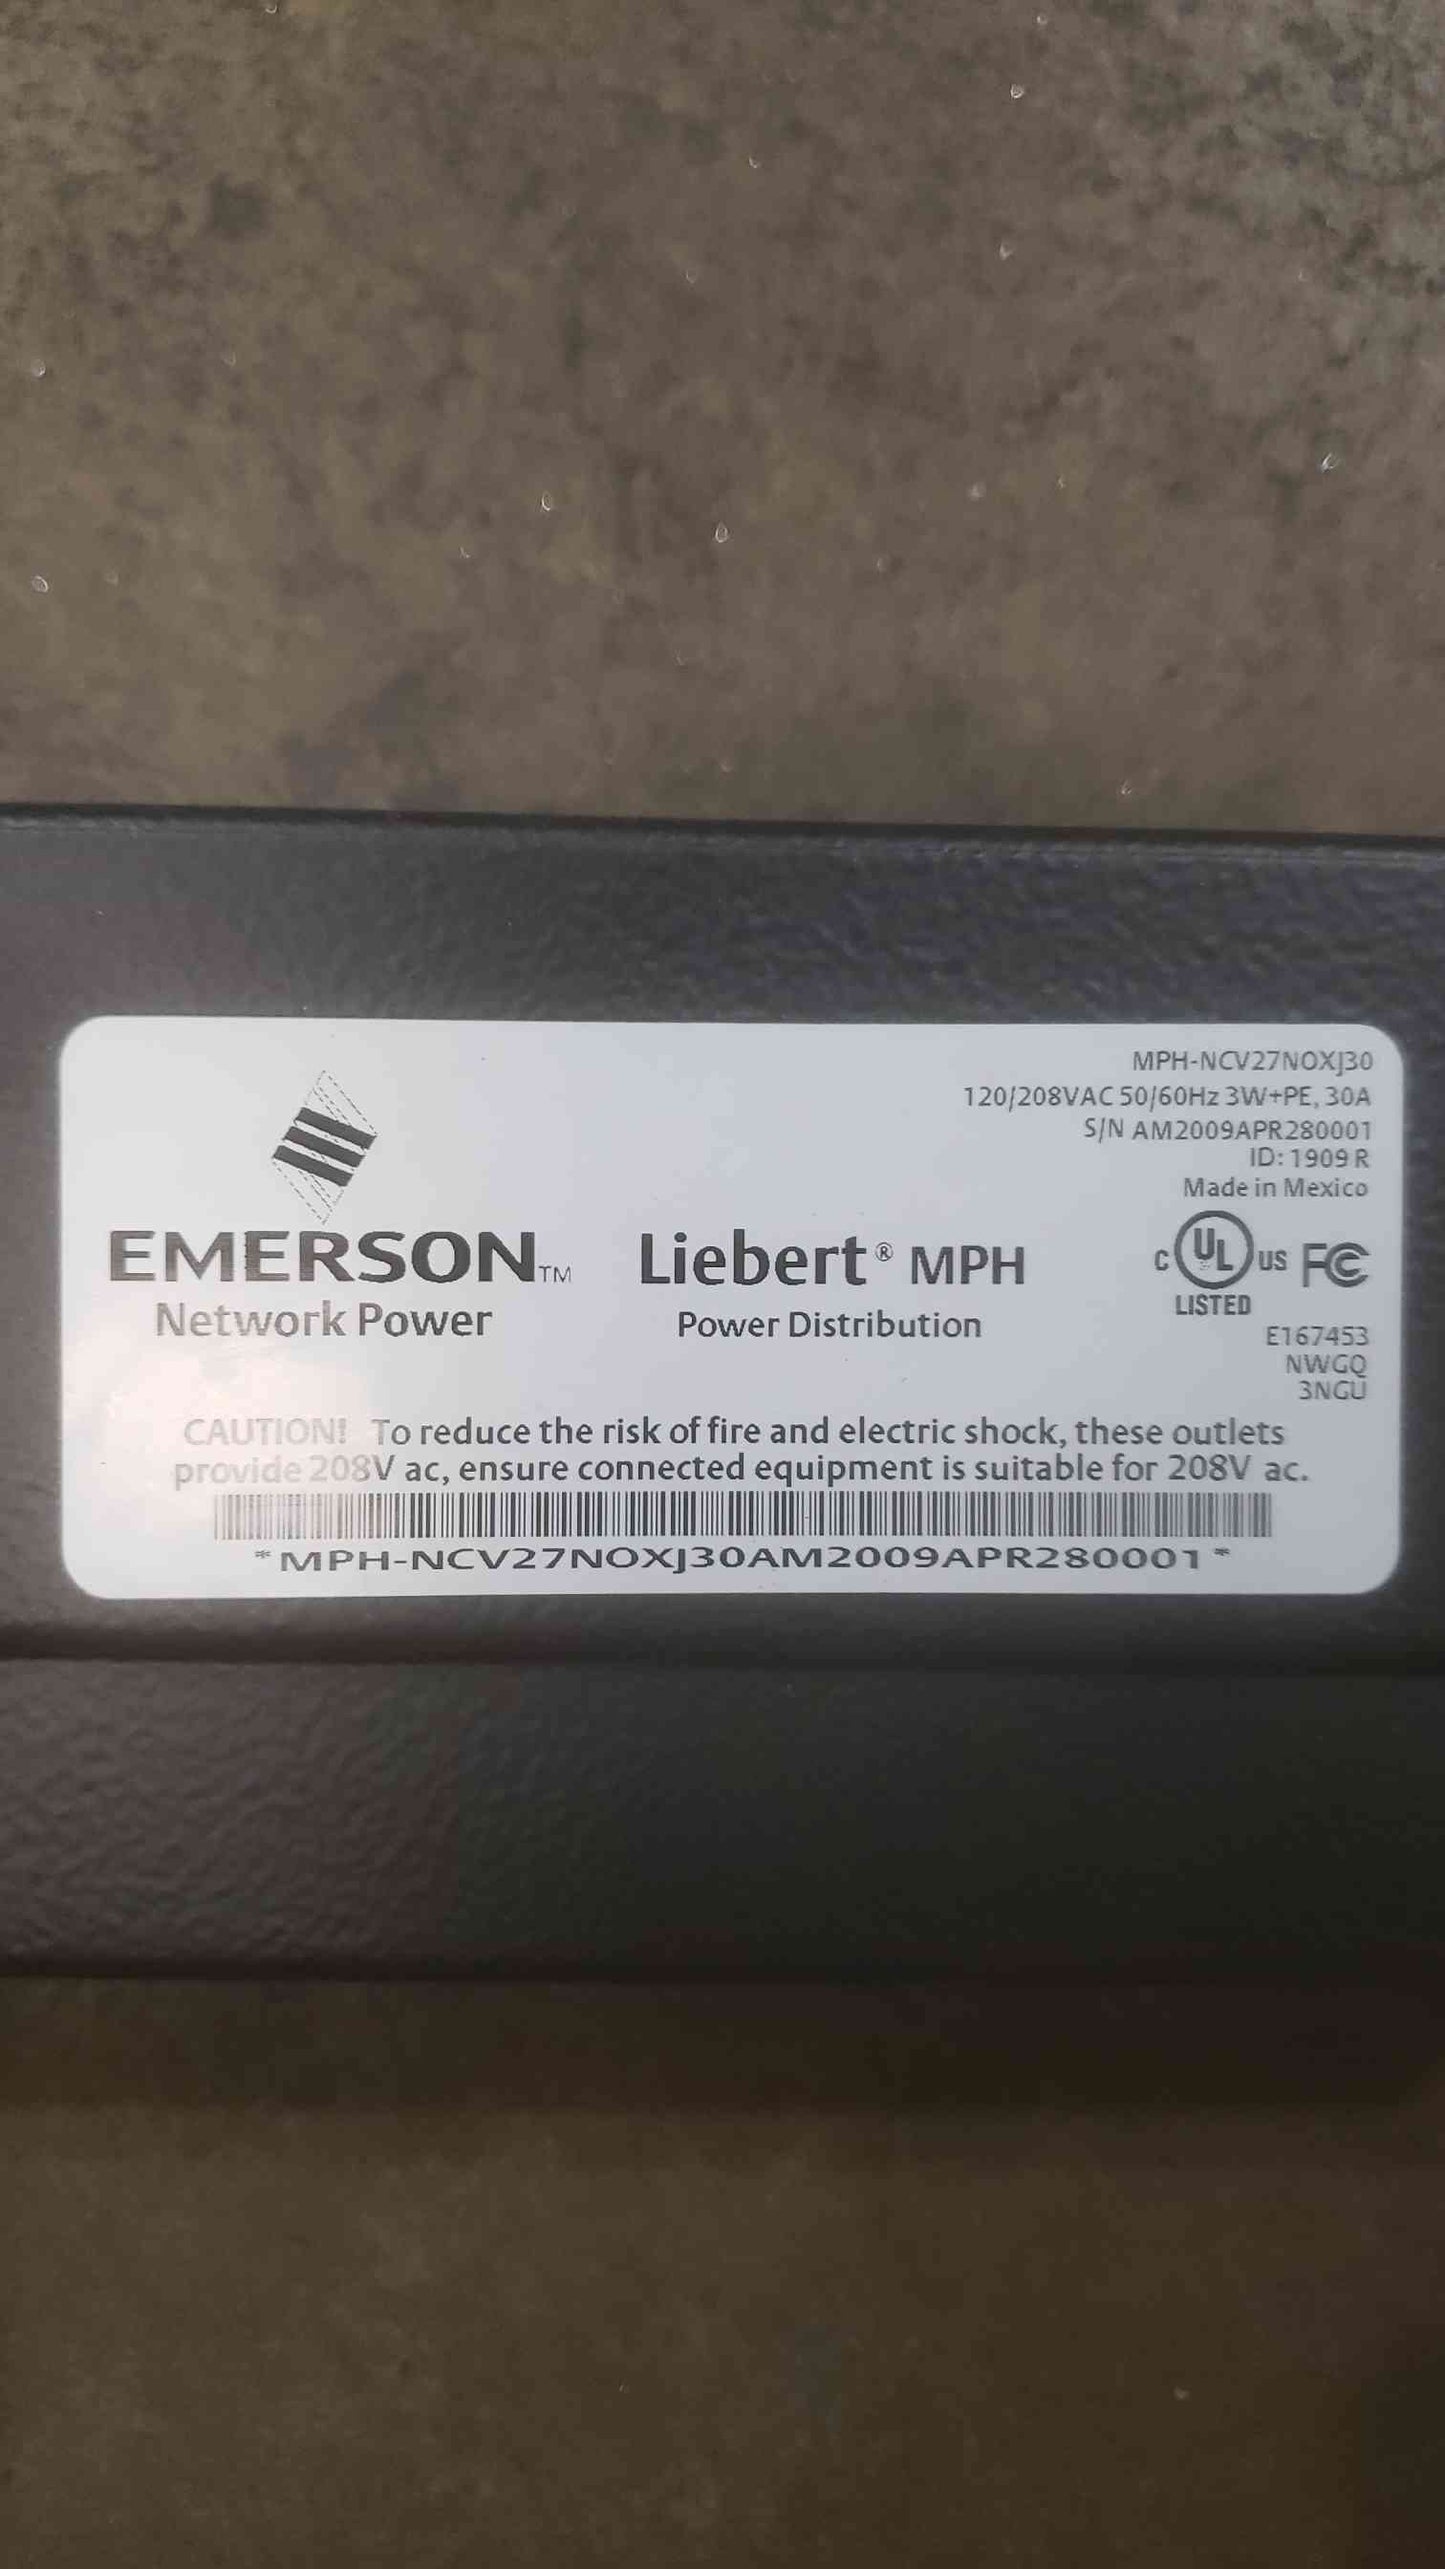 MPH-NCV27NOXJ30
120/208VAC 50/60Hz 3W+PE, 30A
S/N AM2009APR280001
ID: 1909 R
Made in Mexico
EMERSON™
Network Power
Liebert® MPH
Power Distribution
C UL US FC
LISTED
E167453
NWGQ
3NGU
CAUTION! To reduce the risk of fire and electric shock, these outlets
provide 208V ac, ensure connected equipment is suitable for 208V ac.
*MPH-NCV27NOXJ30AM2009APR280001*